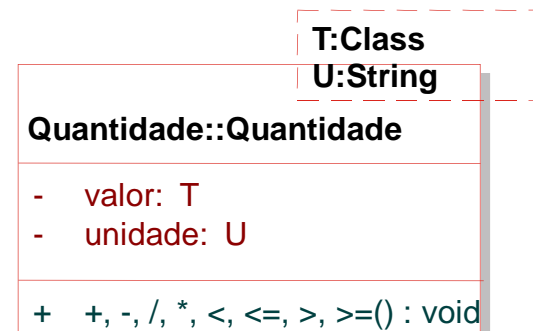 T:Class
U:String
Quantidade::Quantidade
- valor: T
- unidade: U
+ +, -, /, *, <, <=, >, >=() : void